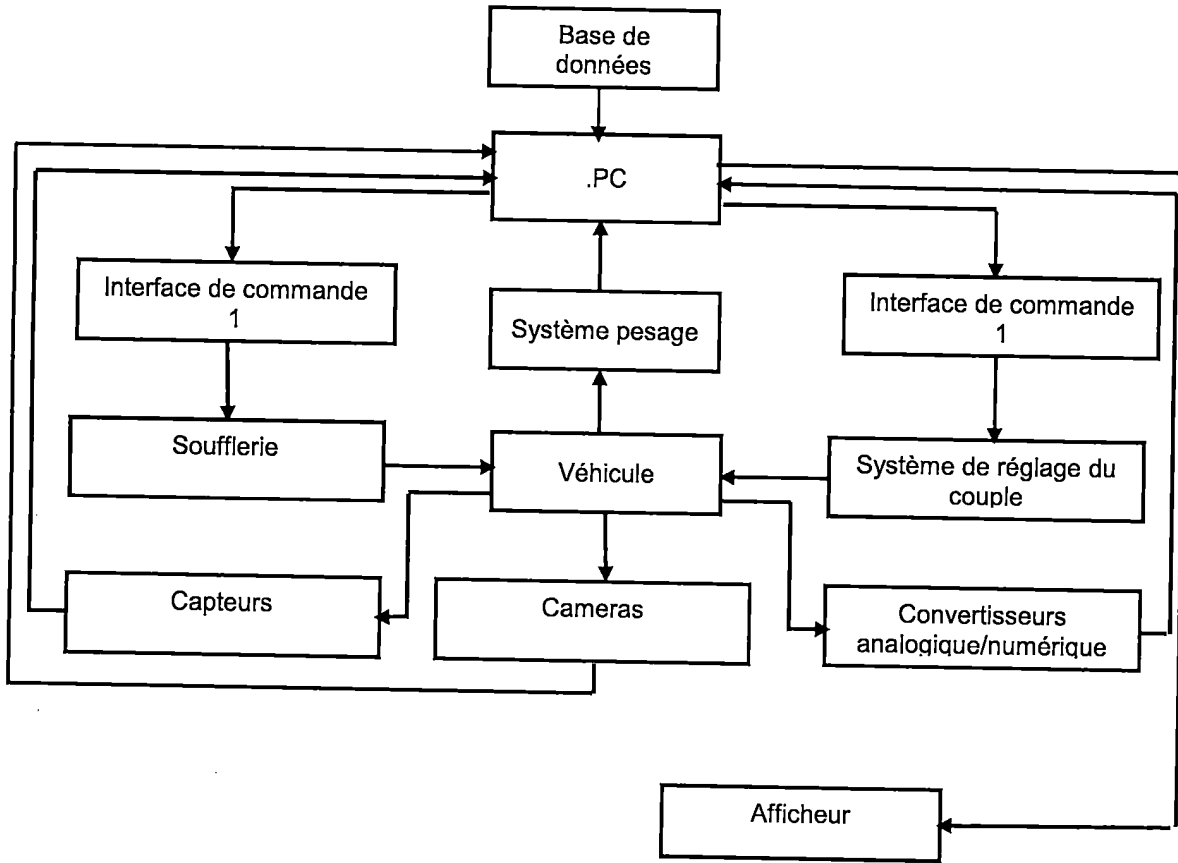 Base de
données
.PC
Interface de commande
1
Système pesage
Interface de commande
1
Soufflerie
Véhicule
Système de réglage du
couple
Capteurs
Cameras
Convertisseurs
analogique/numérique
Afficheur